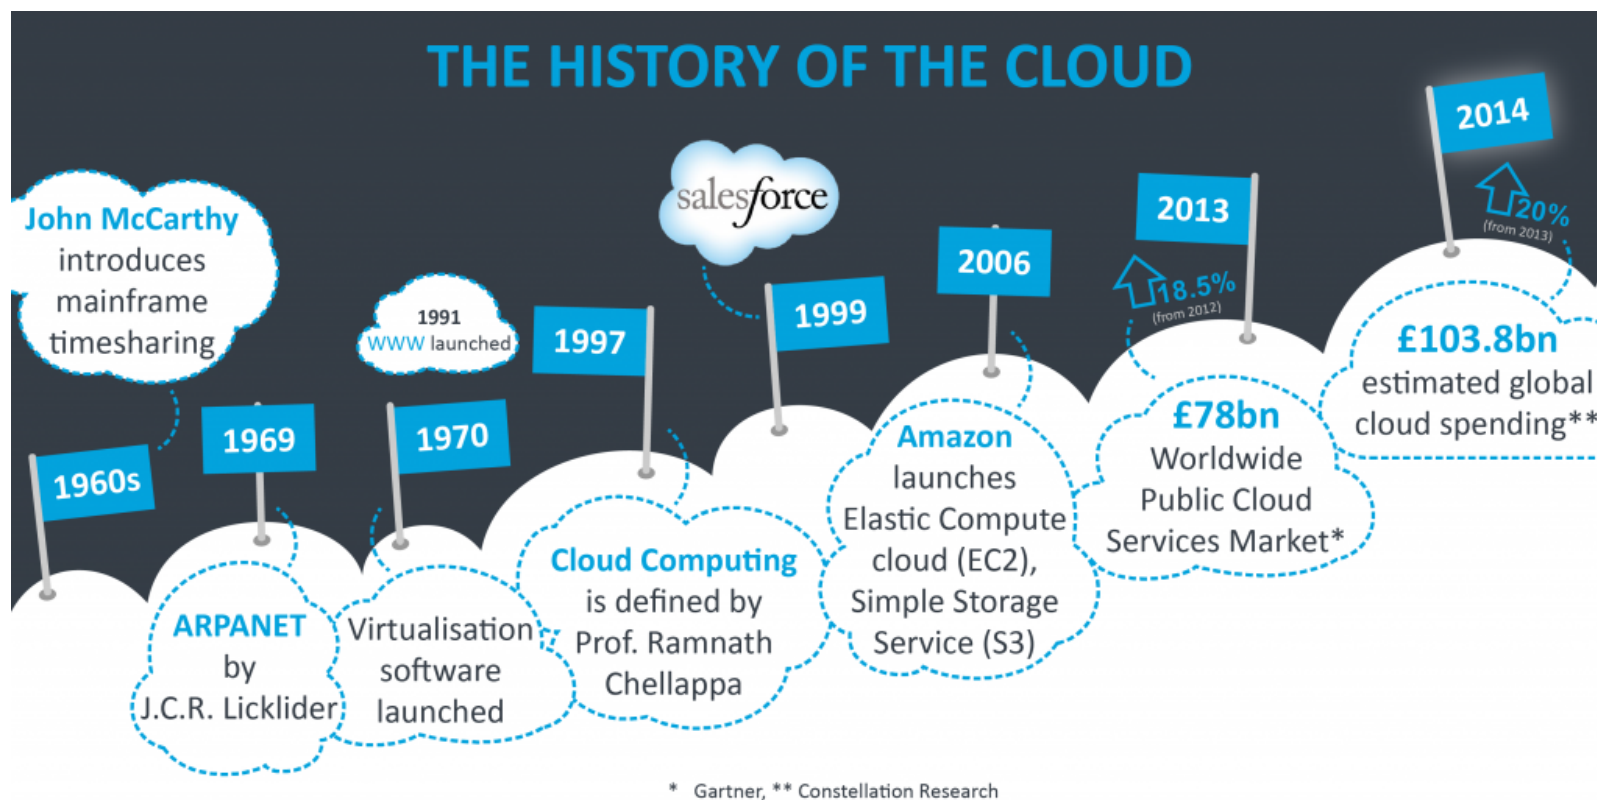 THE HISTORY OF THE CLOUD
John McCarthy
introduces
mainframe
timesharing
1960s
1969
ARPANET
by
J.C.R. Licklider
1970
Virtualisation
software
launched
1991
WWW launched
1997
Cloud Computing
is defined by
Prof. Ramnath
Chellappa
salesforce
1999
2006
Amazon
launches
Elastic Compute
cloud (EC2),
Simple Storage
Service (S3)
2013
18.5%
(from 2012)
£78bn
Worldwide
Public Cloud
Services Market*
2014
20%
(from 2013)
£103.8bn
estimated global
cloud spending**
* Gartner, ** Constellation Research